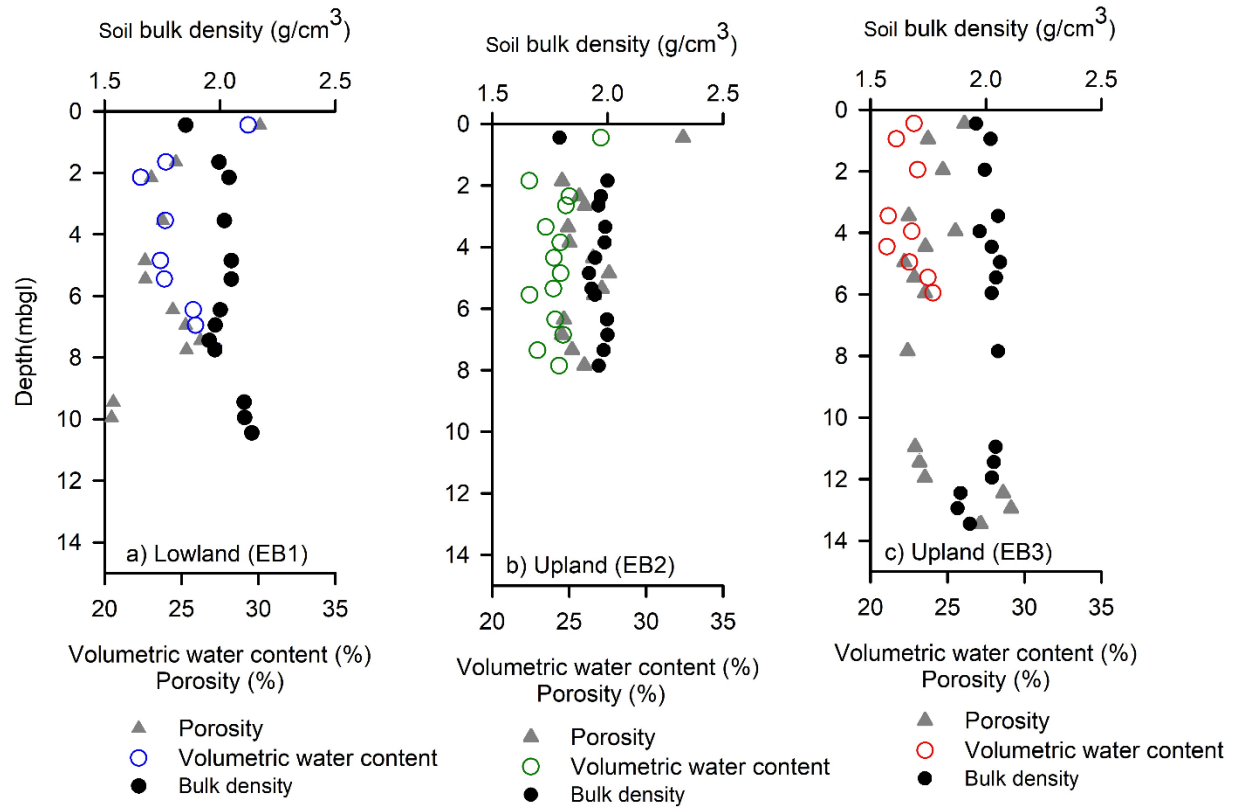 Soil bulk density (g/cm3)
1.5 2.0 2.5
0
2
4
6
8
10
12
14
Depth(mbgl)
a) Lowland (EB1)
20 25 30 35
Volumetric water content (%)
Porosity (%)
Porosity
Volumetric water content
Bulk density
Soil bulk density (g/cm3)
1.5 2.0 2.5
0
2
4
6
8
10
12
14
b) Upland (EB2)
20 25 30 35
Volumetric water content (%)
Porosity (%)
Porosity
Volumetric water content
Bulk density
Soil bulk density (g/cm3)
1.5 2.0 2.5
0
2
4
6
8
10
12
14
c) Upland (EB3)
20 25 30 35
Volumetric water content (%)
Porosity (%)
Porosity
Volumetric water content
Bulk density